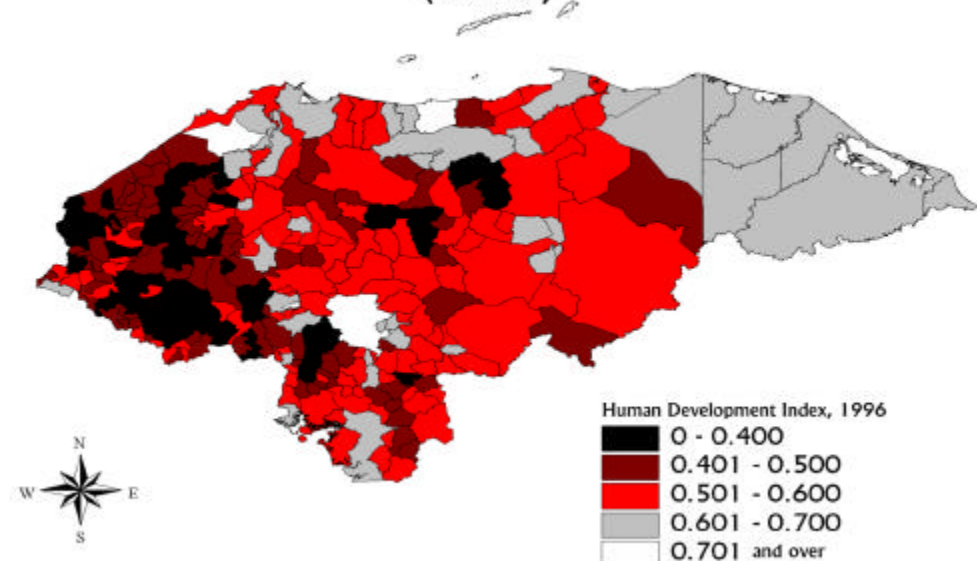 Human Development Index, 1996
0 - 0.400
0.401 - 0.500
0.501 - 0.600
0.601 - 0.700
0.701 and over
N
W E
S